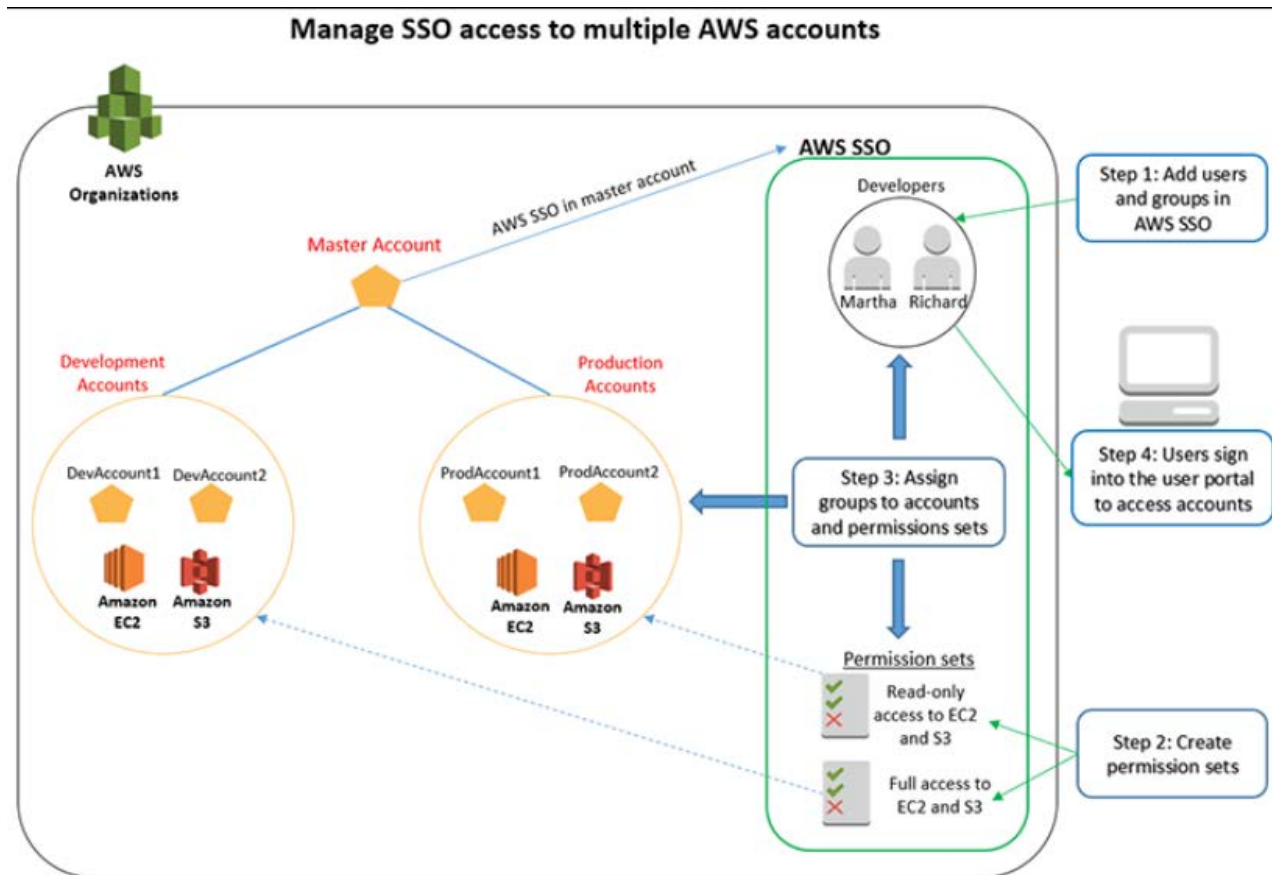 Manage SSO access to multiple AWS accounts
AWS
Organizations
AWS SSO
AWS SSO in master account
Developers
Martha
Richard
Step 1: Add users
and groups in
AWS SSO
Master Account
Development
Accounts
Production
Accounts
DevAccount1
DevAccount2
Amazon
EC2
Amazon
S3
ProdAccount1
ProdAccount2
Amazon
EC2
Amazon
S3
Step 3: Assign
groups to accounts
and permissions sets
Step 4: Users sign
into the user portal
to access accounts
Permission sets
Read-only
access to EC2
and S3
Full access to
EC2 and S3
Step 2: Create
permission sets